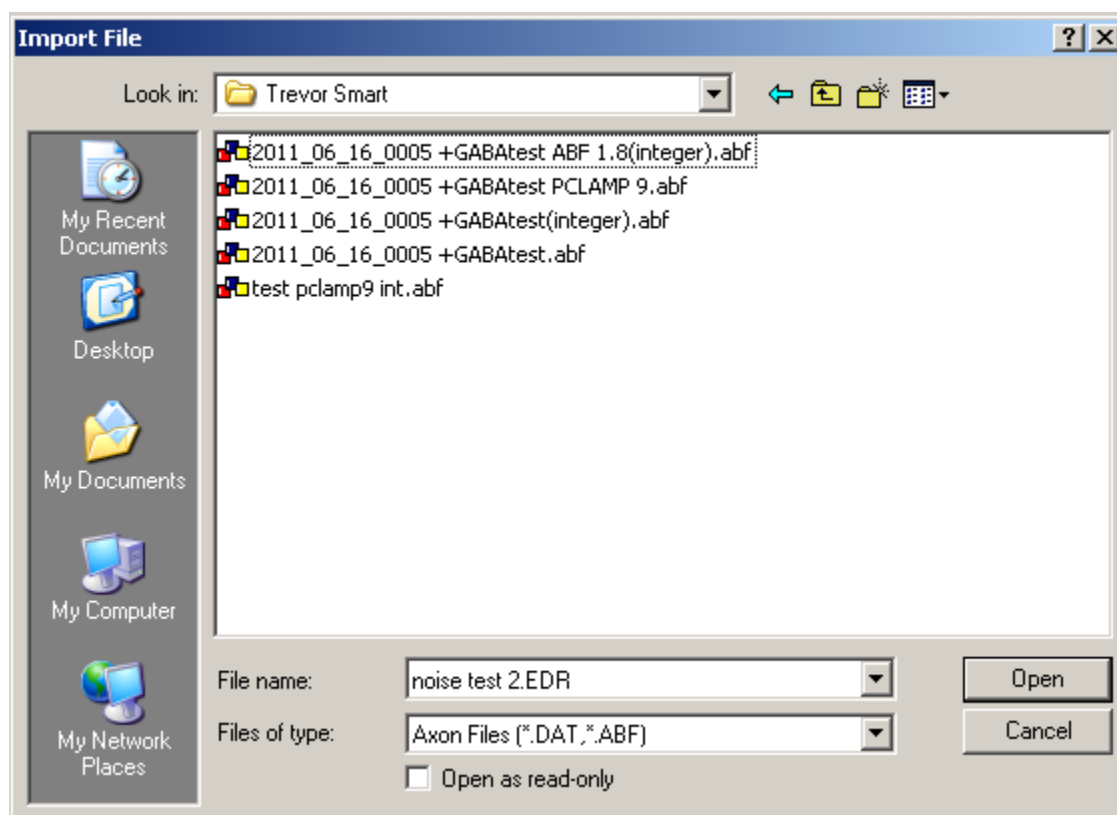 Import File
Look in: Trevor Smart
2011_06_16_0005 +GABAtest ABF 1.8(integer).abf
2011_06_16_0005 +GABAtest PCLAMP 9.abf
2011_06_16_0005 +GABAtest(integer).abf
2011_06_16_0005 +GABAtest.abf
test pclamp9 int.abf
My Recent
Documents
Desktop
My Documents
My Computer
My Network
Places
File name: noise test 2.EDR Open
Files of type: Axon Files (*.DAT,*.ABF) Cancel
Open as read-only